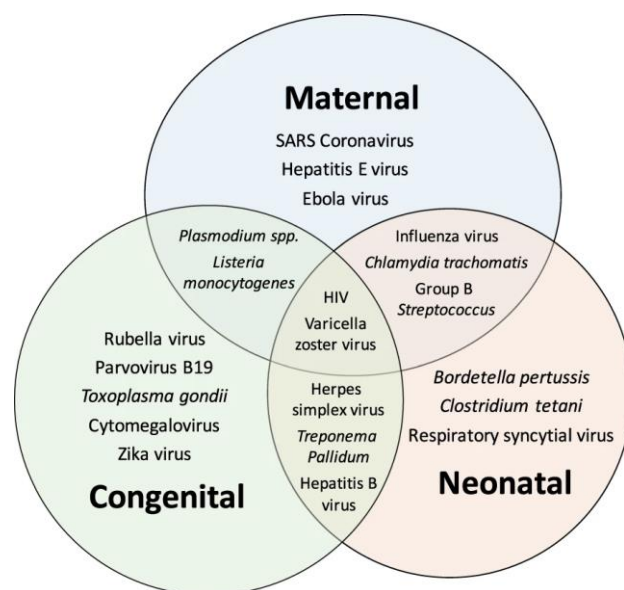 Maternal
SARS Coronavirus
Hepatitis E virus
Ebola virus
Plasmodium spp.
Listeria
monocytogenes
Influenza virus
Chlamydia trachomatis
Group B
Streptococcus
HIV
Varicella
zoster virus
Rubella virus
Parvovirus B19
Toxoplasma gondii
Cytomegalovirus
Zika virus
Congenital
Herpes
simplex virus
Treponema
Pallidum
Hepatitis B
virus
Bordetella pertussis
Clostridium tetani
Respiratory syncytial virus
Neonatal